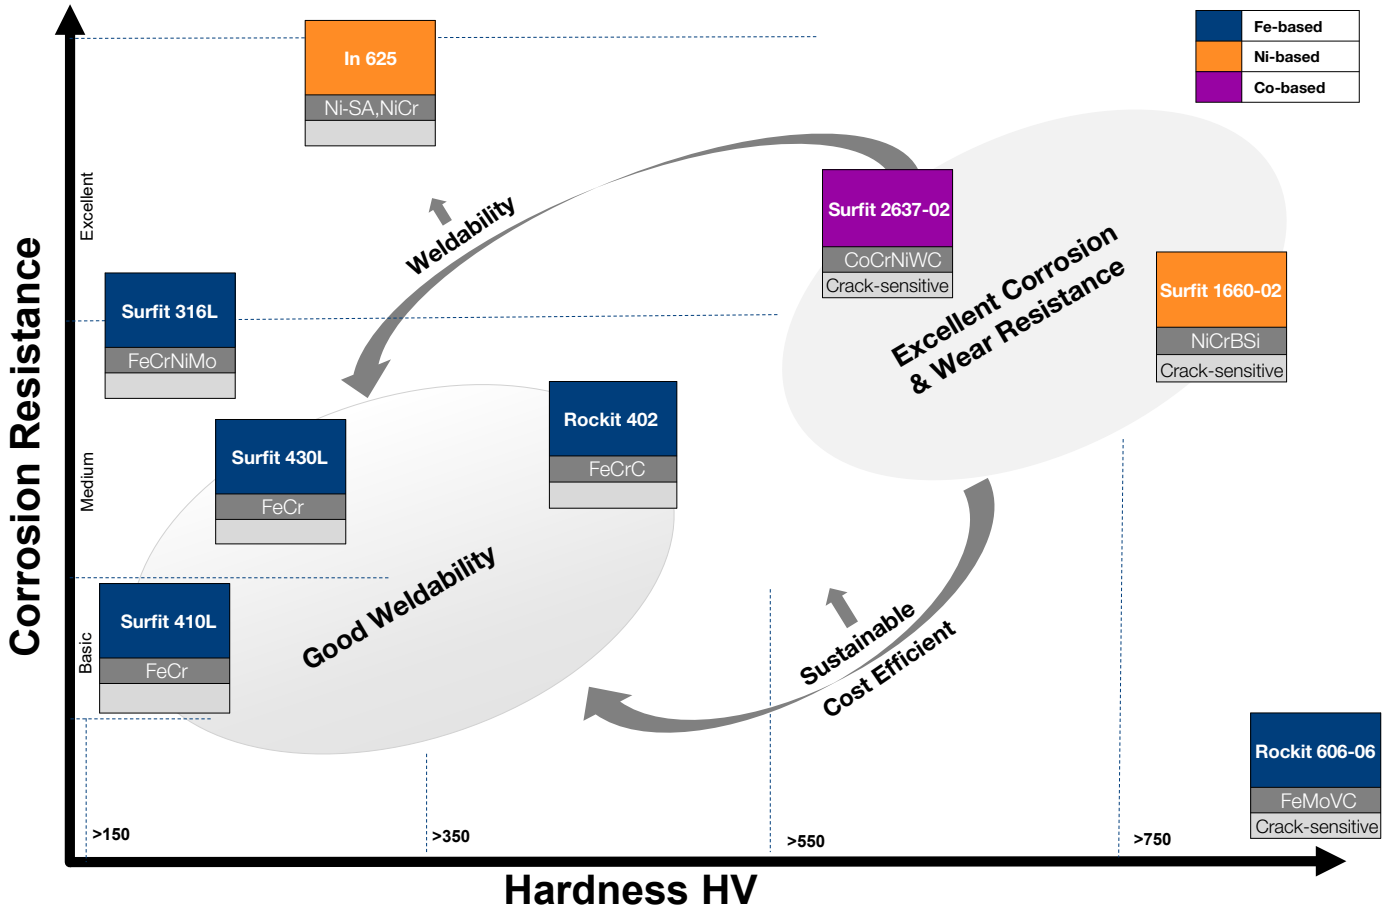 Fe-based
Ni-based
Co-based
In 625
Ni-SA,NiCr
Surfit 2637-02
CoCrNiWC
Crack-sensitive
Surfit 1660-02
NiCrBSi
Crack-sensitive
Excellent Corrosion
& Wear Resistance
Weldability
Surfit 316L
FeCrNiMo
Surfit 430L
FeCr
Rockit 402
FeCrC
Good Weldability
Surfit 410L
FeCr
Sustainable
Cost Efficient
Rockit 606-06
FeMoVC
Crack-sensitive
Corrosion Resistance
Excellent
Medium
Basic
>150
>350
>550
>750
Hardness HV